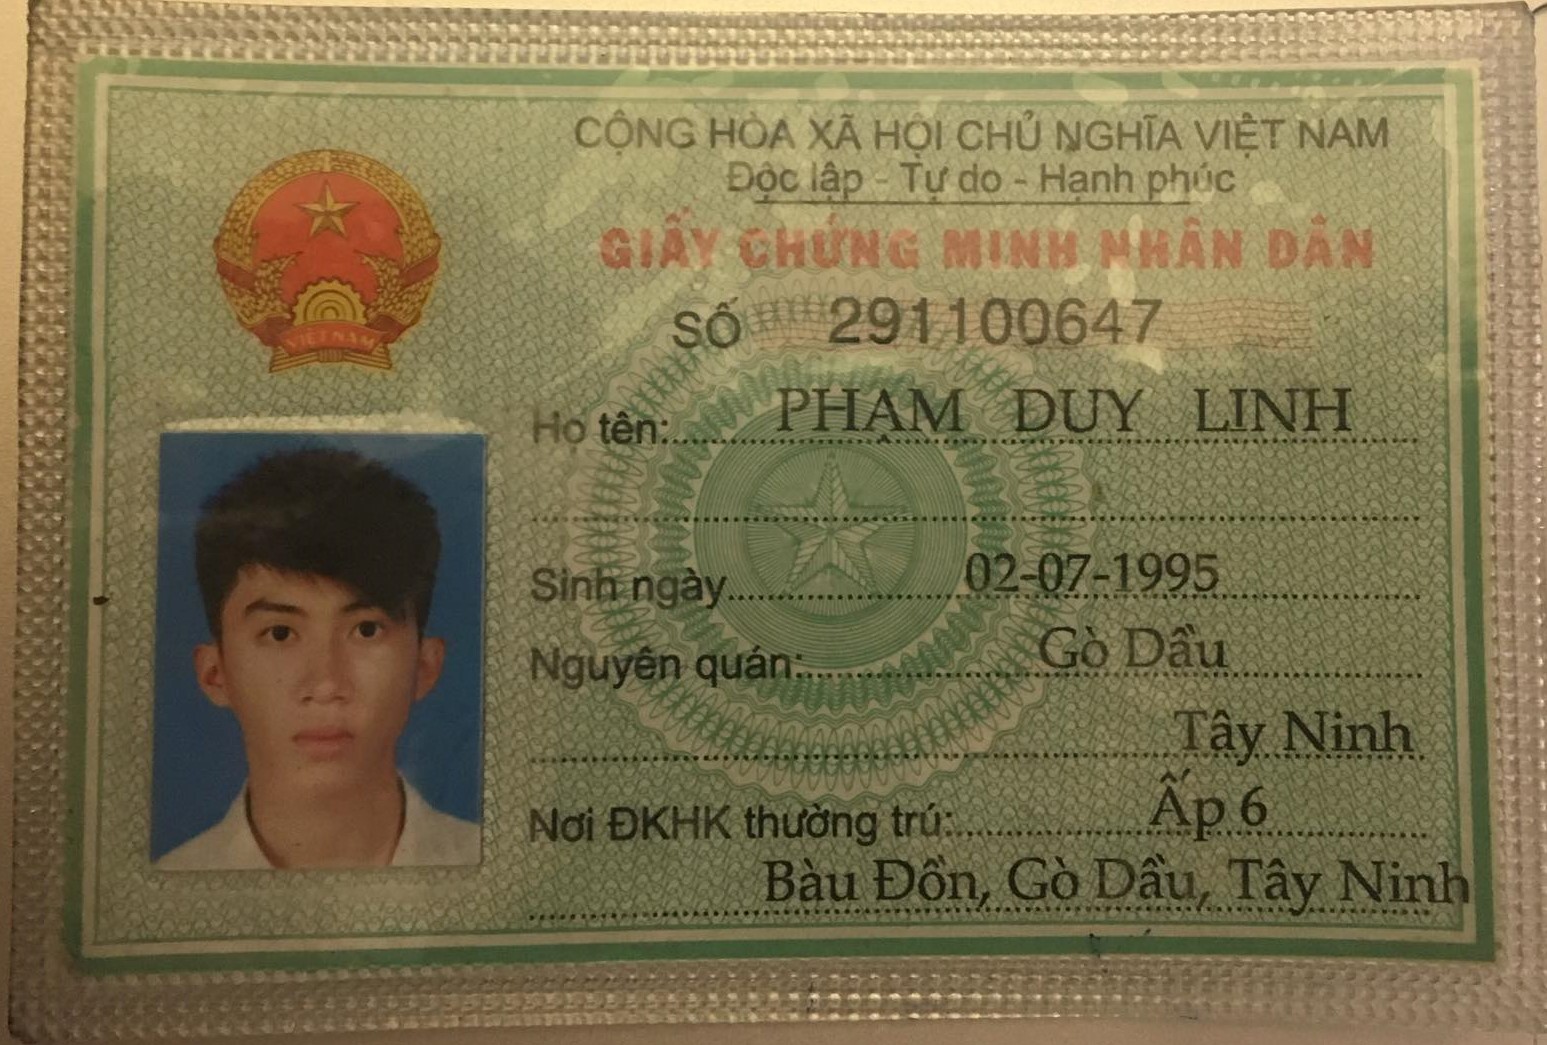 CỘNG HÒA XÃ HỘI CHỦ NGHĨA VIỆT NAM
Độc lập - Tự do - Hạnh phúc
GIẤY CHỨNG MINH NHÂN DÂN
SỐ 291100647
VIỆT NAM
Họ tên: PHẠM DUY LINH
Sinh ngày 02-07-1995
Nguyên quán: Gò Dầu
Tây Ninh
Nơi ĐKHK thường trú: Ấp 6
Bàu Đồn, Gò Dầu, Tây Ninh